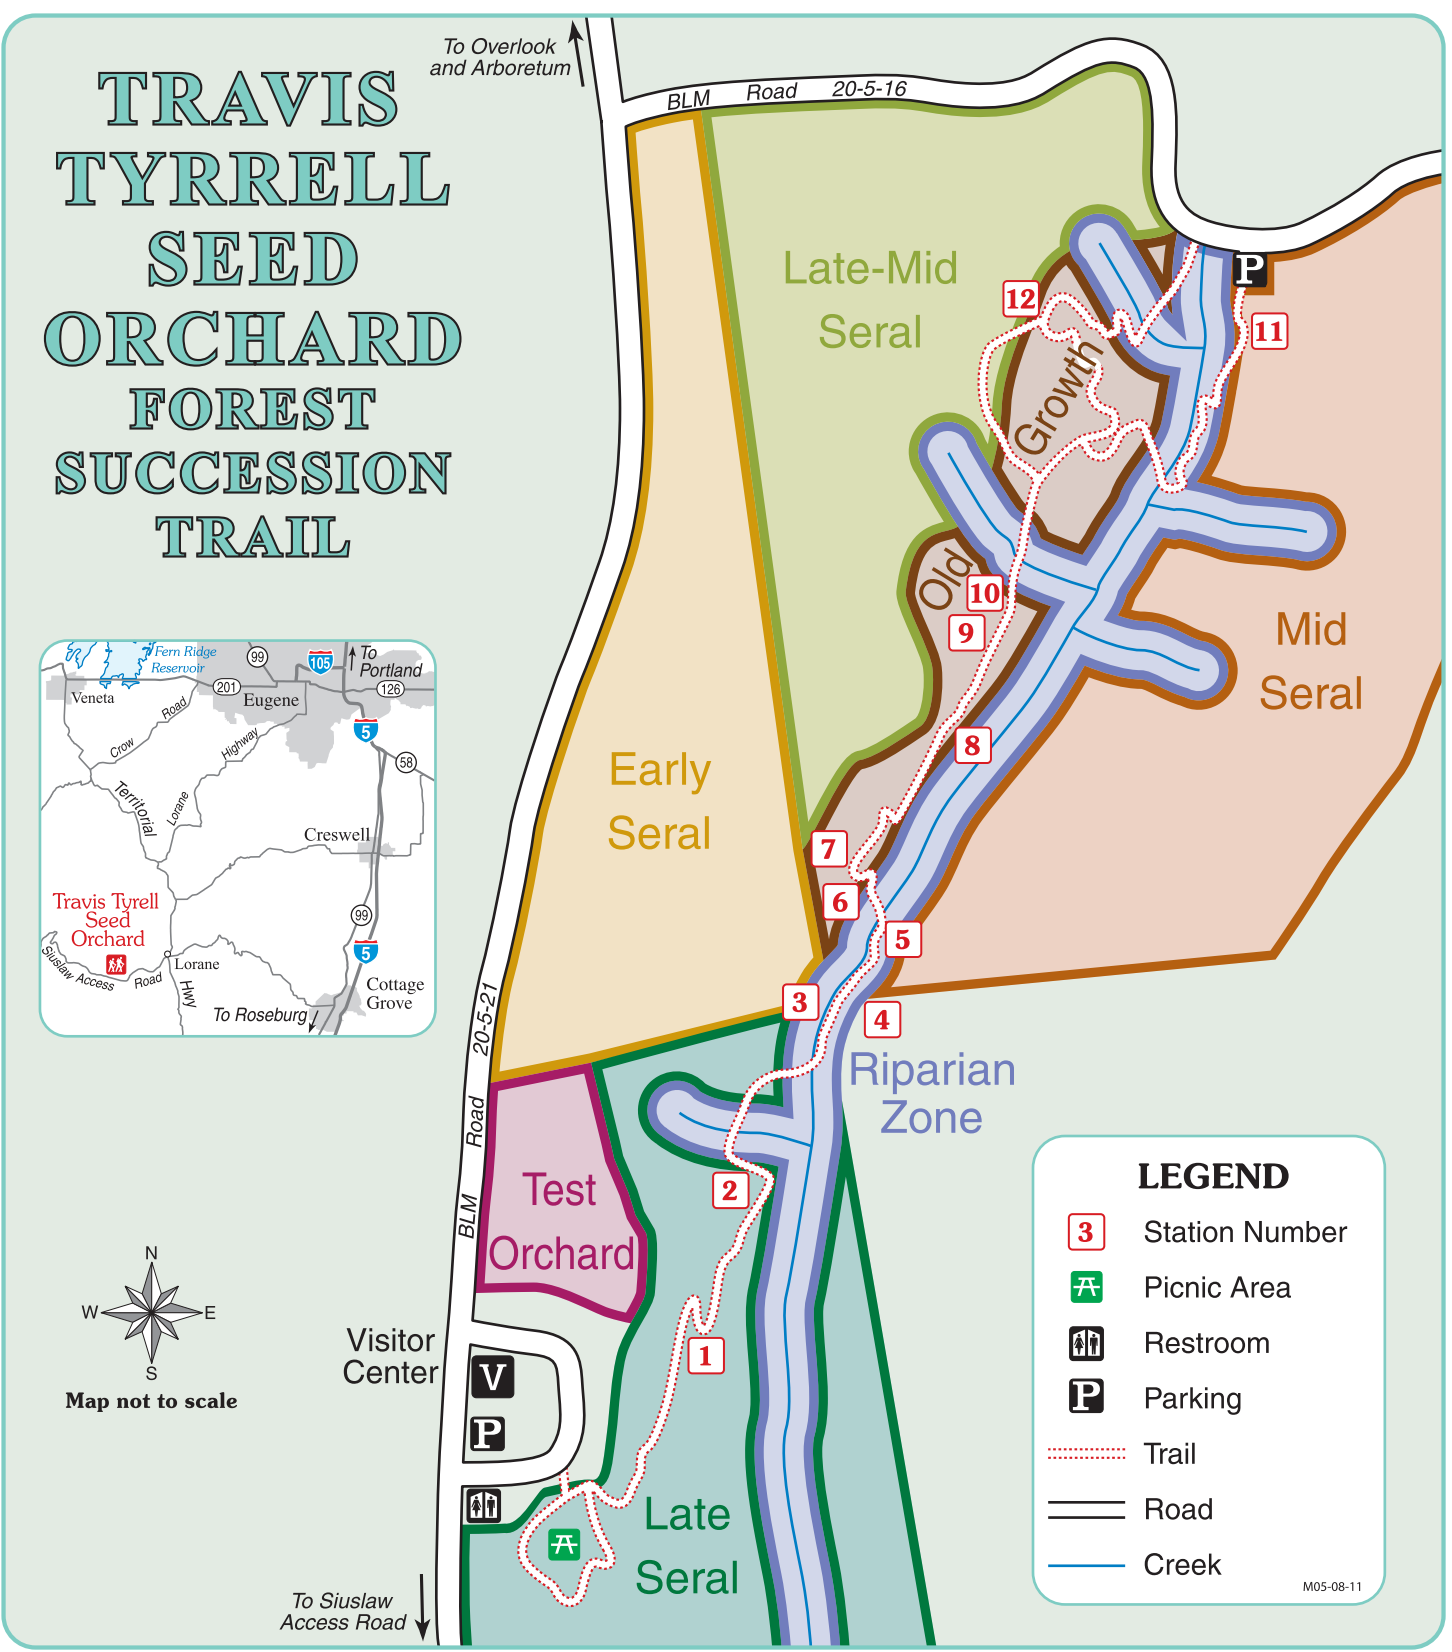 TRAVIS
TYRRELL
SEED
ORCHARD
FOREST
SUCCESSION
TRAIL
To Overlook
and Arboretum
BLM Road 20-5-16
Late-Mid
Seral
P
12
11
Growth
Old
10
9
Mid
Seral
8
Early
Seral
7
6
5
3
4
Riparian
Zone
20-5-21
Road
BLM
Test
Orchard
2
1
Visitor
Center
V
P
Late
Seral
To Siuslaw
Access Road
Fern Ridge
Reservoir
99
105
To
Portland
Veneta
201
Eugene
126
Crow Road
Highway
5
58
Territorial
Lorane
Creswell
Travis Tyrell
Seed
Orchard
99
5
Siuslaw Access Road
Lorane
Hwy
Cottage
Grove
To Roseburg
N
W
E
S
Map not to scale
LEGEND
3 Station Number
Picnic Area
Restroom
P Parking
Trail
Road
Creek
M05-08-11